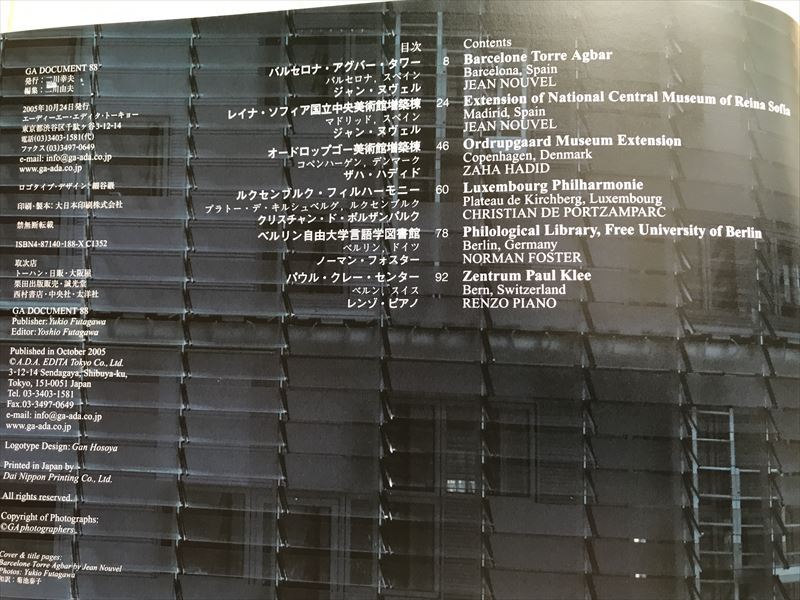 GA DOCUMENT 88
発行：二川幸夫
編集：二川由夫
2005年10月24日発行
エーディーエー・エディタ・トーキョー
東京都渋谷区千駄ヶ谷3-12-14
電話(03)3403-1581(代)
ファクス(03)3497-0649
e-mail: info@ga-ada.co.jp
www.ga-ada.co.jp
ロゴタイプ・デザイン：細谷巖
印刷・製本：大日本印刷株式会社
禁無断転載
ISBN4-87140-188-X C1352
取次店
トーハン・日販・大阪屋
栗田出版販売・誠光堂
西村書店・中央社・太洋社
GA DOCUMENT 88
Publisher: Yukio Futagawa
Editor: Yoshio Futagawa
Published in October 2005
© A.D.A. EDITA Tokyo Co., Ltd.
3-12-14 Sendagaya, Shibuya-ku,
Tokyo, 151-0051 Japan
Tel. 03-3403-1581
Fax.03-3497-0649
e-mail: info@ga-ada.co.jp
www.ga-ada.co.jp
Logotype Design: Gan Hosoya
Printed in Japan by
Dai Nippon Printing Co., Ltd.
All rights reserved.
Copyright of Photographs:
©GA photographers
Cover & title pages:
Barcelone Torre Agbar by Jean Nouvel
Photos: Yukio Futagawa
和訳：菊池泰子
目次 Contents
バルセロナ・アグバー・タワー 8 Barcelone Torre Agbar
バルセロナ，スペイン Barcelona, Spain
ジャン・ヌヴェル JEAN NOUVEL
レイナ・ソフィア国立中央美術館増築棟 24 Extension of National Central Museum of Reina Sofia
マドリッド，スペイン Madrid, Spain
ジャン・ヌヴェル JEAN NOUVEL
オードロップゴー美術館増築棟 46 Ordrupgaard Museum Extension
コペンハーゲン，デンマーク Copenhagen, Denmark
ザハ・ハディド ZAHA HADID
ルクセンブルク・フィルハーモニー 60 Luxembourg Philharmonie
プラトー・デ・キルシュベルグ，ルクセンブルク Plateau de Kirchberg, Luxembourg
クリスチャン・ド・ポルザンパルク CHRISTIAN DE PORTZAMPARC
ベルリン自由大学言語学図書館 78 Philological Library, Free University of Berlin
ベルリン，ドイツ Berlin, Germany
ノーマン・フォスター NORMAN FOSTER
パウル・クレー・センター 92 Zentrum Paul Klee
ベルン，スイス Bern, Switzerland
レンゾ・ピアノ RENZO PIANO